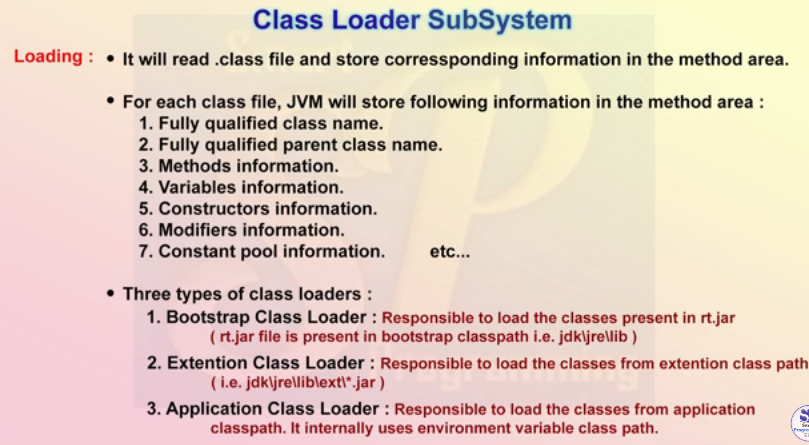 Class Loader SubSystem
Loading : • It will read .class file and store corressponding information in the method area.
• For each class file, JVM will store following information in the method area :
1. Fully qualified class name.
2. Fully qualified parent class name.
3. Methods information.
4. Variables information.
5. Constructors information.
6. Modifiers information.
7. Constant pool information. etc...
• Three types of class loaders :
1. Bootstrap Class Loader : Responsible to load the classes present in rt.jar
( rt.jar file is present in bootstrap classpath i.e. jdk\jre\lib )
2. Extention Class Loader : Responsible to load the classes from extention class path
( i.e. jdk\jre\lib\ext\*.jar )
3. Application Class Loader : Responsible to load the classes from application
classpath. It internally uses environment variable class path.